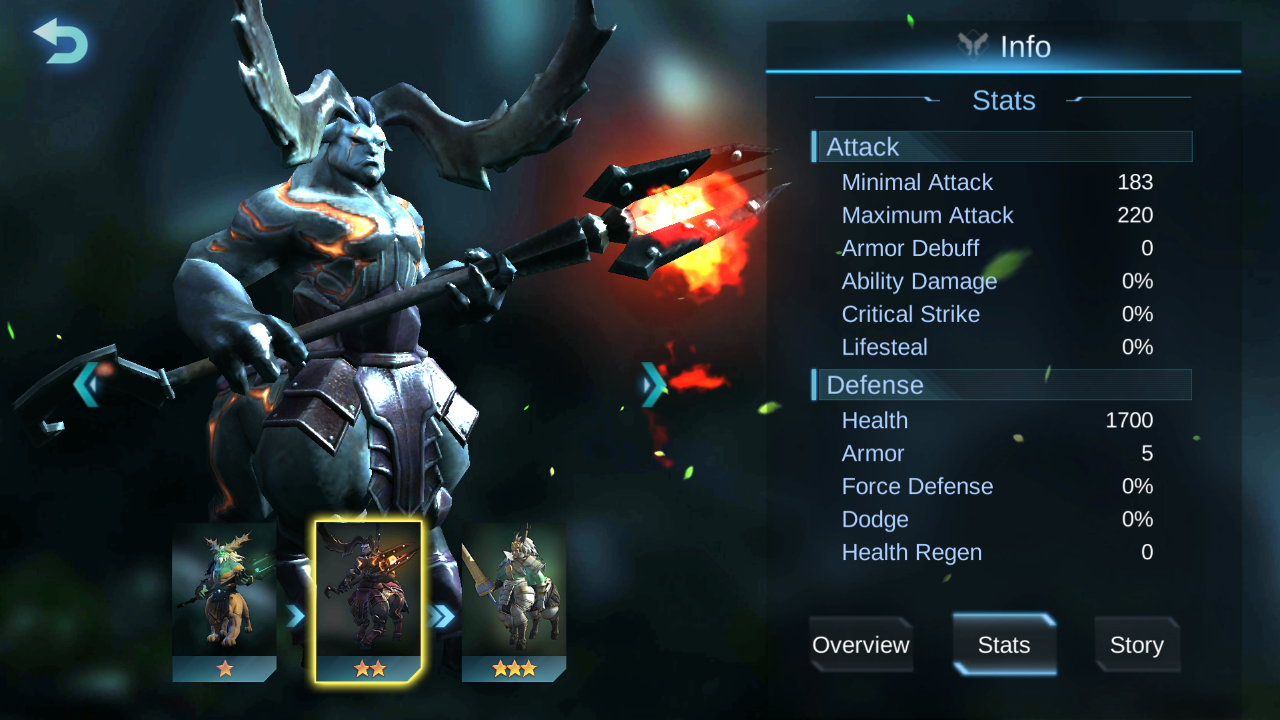 Info
Stats
Attack
Minimal Attack 183
Maximum Attack 220
Armor Debuff 0
Ability Damage 0%
Critical Strike 0%
Lifesteal 0%
Defense
Health 1700
Armor 5
Force Defense 0%
Dodge 0%
Health Regen 0
Overview Stats Story